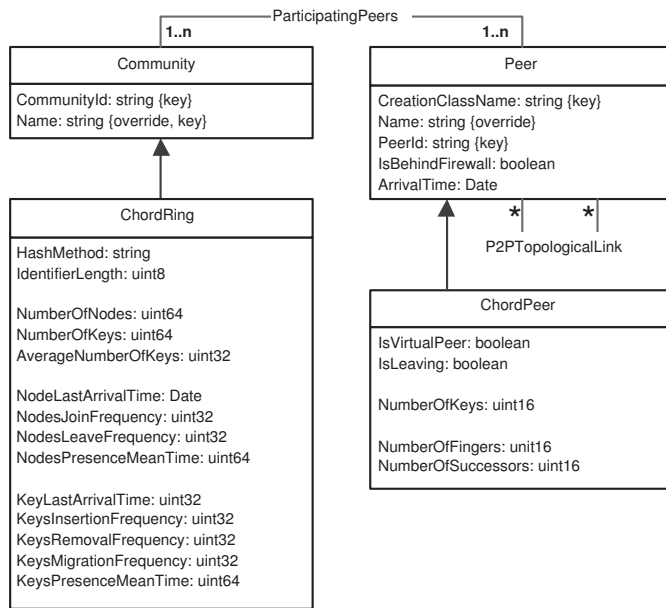 ParticipatingPeers
1..n
1..n
Community
CommunityId: string {key}
Name: string {override, key}
Peer
CreationClassName: string {key}
Name: string {override}
PeerId: string {key}
IsBehindFirewall: boolean
ArrivalTime: Date
*
*
P2PTopologicalLink
ChordRing
HashMethod: string
IdentifierLength: uint8
NumberOfNodes: uint64
NumberOfKeys: uint64
AverageNumberOfKeys: uint32
NodeLastArrivalTime: Date
NodesJoinFrequency: uint32
NodesLeaveFrequency: uint32
NodesPresenceMeanTime: uint64
KeyLastArrivalTime: uint32
KeysInsertionFrequency: uint32
KeysRemovalFrequency: uint32
KeysMigrationFrequency: uint32
KeysPresenceMeanTime: uint64
ChordPeer
IsVirtualPeer: boolean
IsLeaving: boolean
NumberOfKeys: uint16
NumberOfFingers: unit16
NumberOfSuccessors: uint16